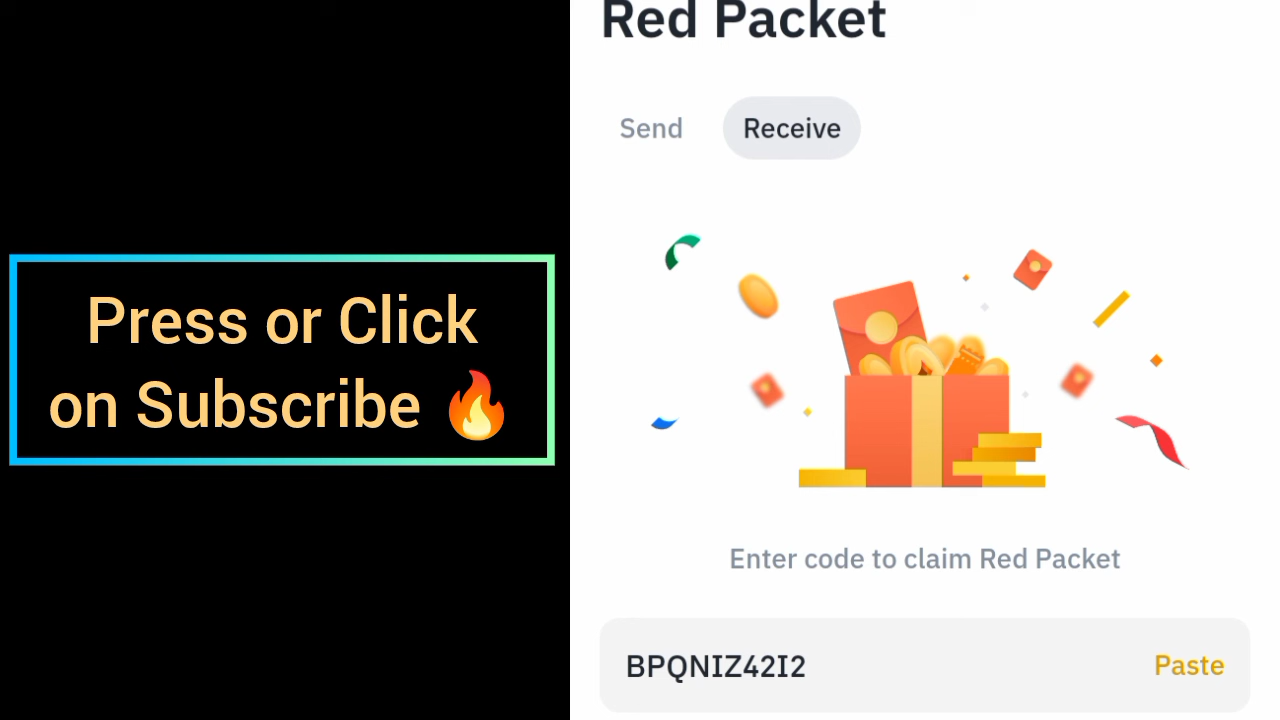 Press or Click
on Subscribe 🔥
Red Packet
Send
Receive
Enter code to claim Red Packet
BPQNIZ42I2
Paste